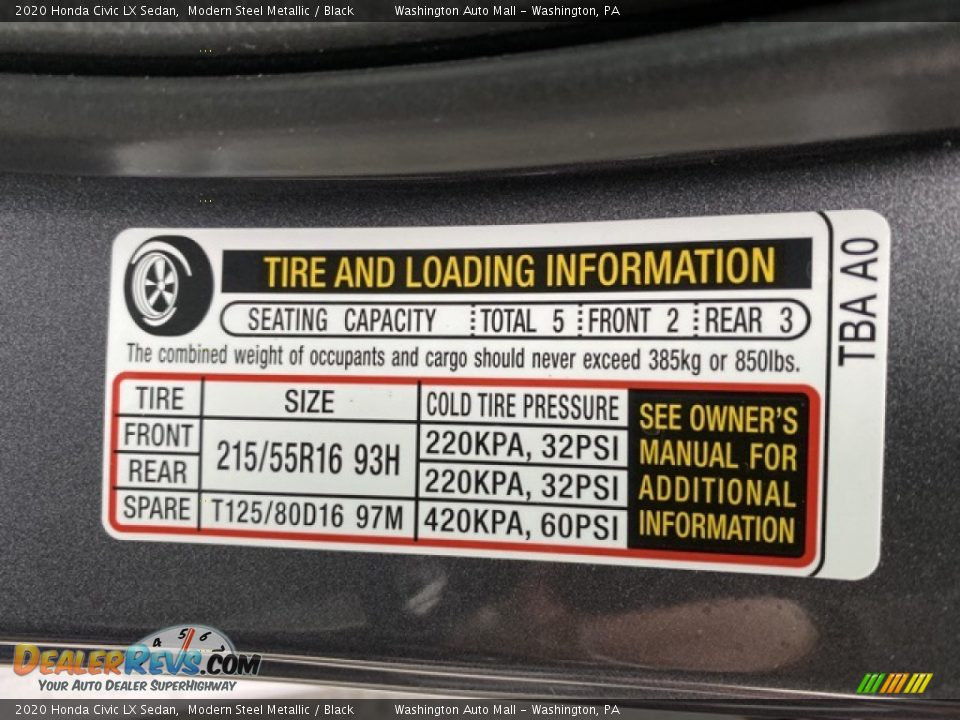 2020 Honda Civic LX Sedan, Modern Steel Metallic / Black Washington Auto Mall - Washington, PA
TIRE AND LOADING INFORMATION
SEATING CAPACITY TOTAL 5 FRONT 2 REAR 3
The combined weight of occupants and cargo should never exceed 385kg or 850lbs.
TIRE SIZE COLD TIRE PRESSURE
FRONT 215/55R16 93H 220KPA, 32PSI
REAR 220KPA, 32PSI
SPARE T125/80D16 97M 420KPA, 60PSI
SEE OWNER'S
MANUAL FOR
ADDITIONAL
INFORMATION
TBA A0
4 5 6
DEALERREVS.COM
YOUR AUTO DEALER SUPERHIGHWAY
2020 Honda Civic LX Sedan, Modern Steel Metallic / Black Washington Auto Mall - Washington, PA